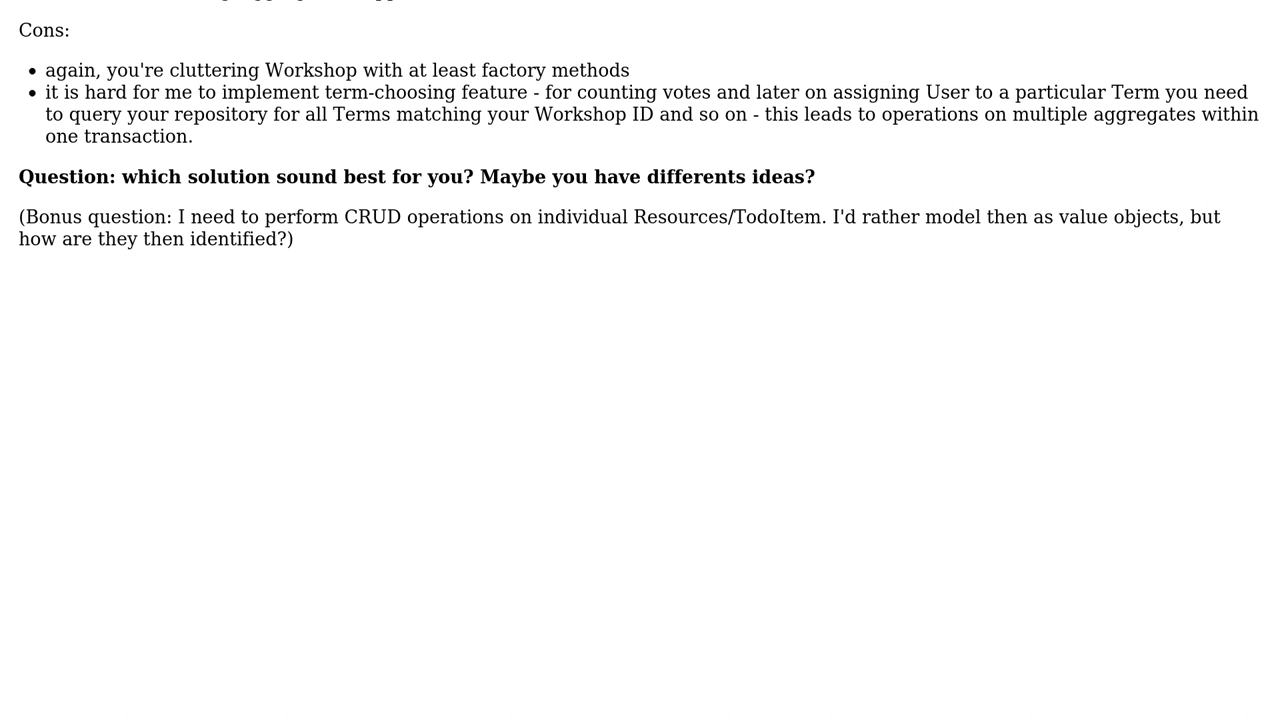 Cons:
again, you're cluttering Workshop with at least factory methods
it is hard for me to implement term-choosing feature - for counting votes and later on assigning User to a particular Term you need
to query your repository for all Terms matching your Workshop ID and so on - this leads to operations on multiple aggregates within
one transaction.
Question: which solution sound best for you? Maybe you have differents ideas?
(Bonus question: I need to perform CRUD operations on individual Resources/TodoItem. I'd rather model then as value objects, but
how are they then identified?)